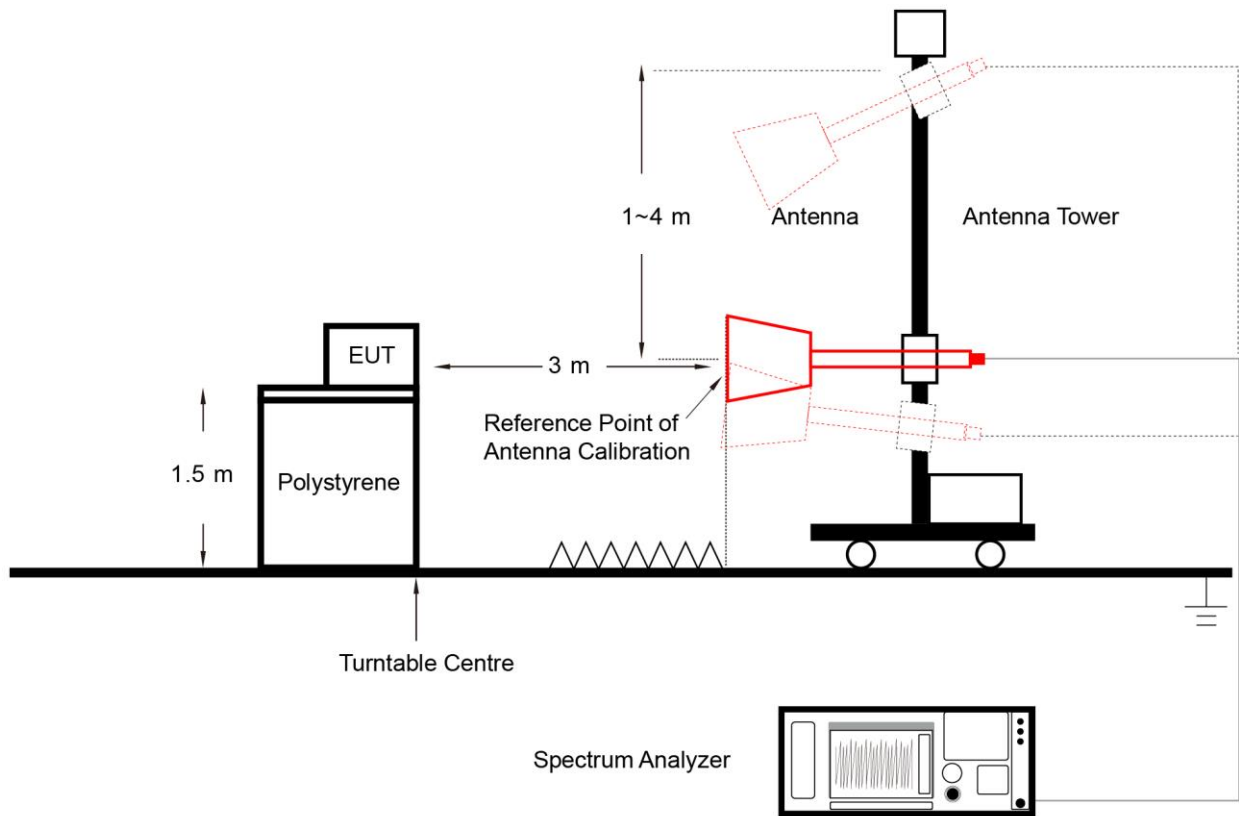 1~4 m
Antenna
Antenna Tower
EUT
3 m
Reference Point of
Antenna Calibration
1.5 m
Polystyrene
Turntable Centre
Spectrum Analyzer